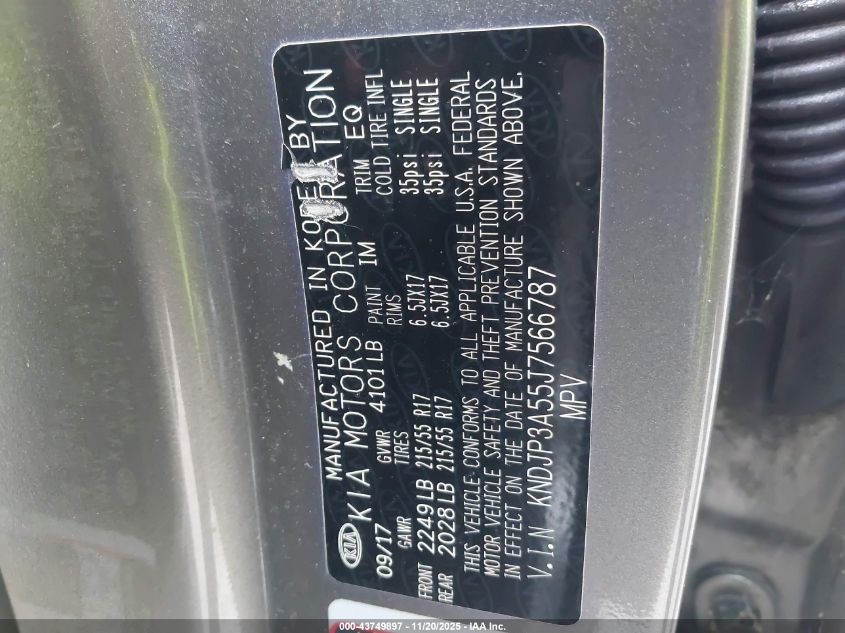 MANUFACTURED IN KOREA BY
KIA KIA MOTORS CORPORATION
09/17 GVWR 4101LB PAINT IM TRIM EQ
GAWR TIRES RIMS COLD TIRE INFL
FRONT 2249LB 215/55 R17 6.5JX17 35psi SINGLE
REAR 2028LB 215/55 R17 6.5JX17 35psi SINGLE
THIS VEHICLE CONFORMS TO ALL APPLICABLE U.S.A. FEDERAL
MOTOR VEHICLE SAFETY AND THEFT PREVENTION STANDARDS
IN EFFECT ON THE DATE OF MANUFACTURE SHOWN ABOVE.
V.I.N KNDJP3A55J7566787
MPV
000-43749897 - 11/20/2025 - IAA Inc.